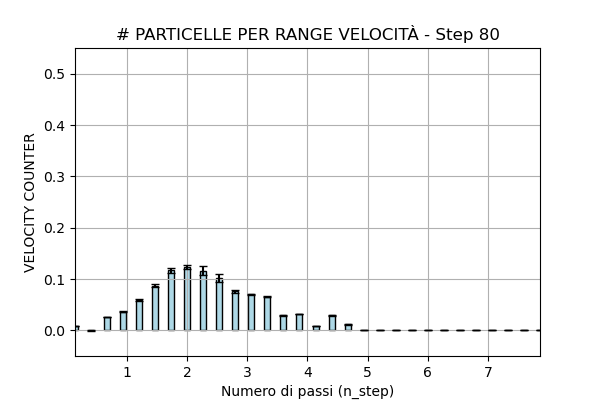 # PARTICELLE PER RANGE VELOCITÀ - Step 80
VELOCITY COUNTER
0.5
0.4
0.3
0.2
0.1
0.0
1 2 3 4 5 6 7
Numero di passi (n_step)